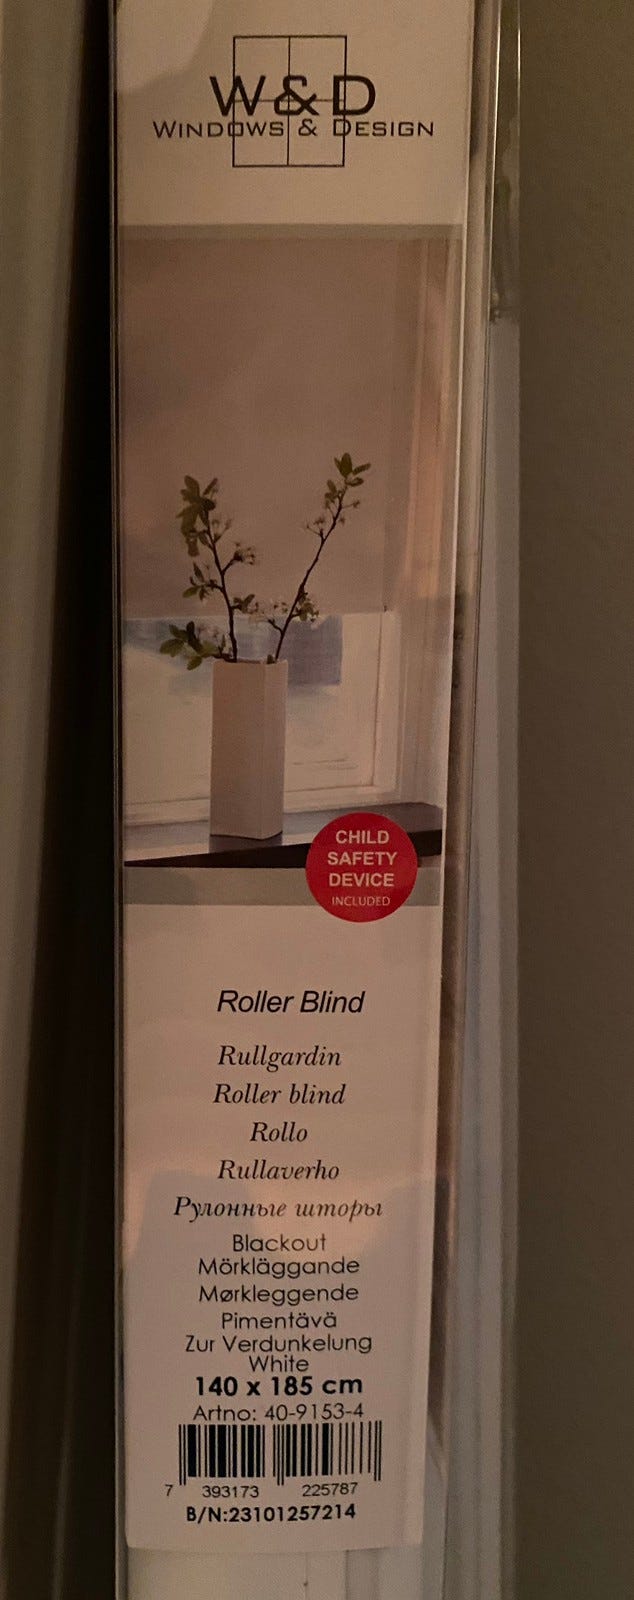 W&D
WINDOWS & DESIGN
CHILD
SAFETY
DEVICE
INCLUDED
Roller Blind
Rullgardin
Roller blind
Rollo
Rullaverho
Рулонные шторы
Blackout
Mörkläggande
Mørkleggende
Pimentävä
Zur Verdunkelung
White
140 x 185 cm
Artno: 40-9153-4
7 393173 225787
B/N:23101257214